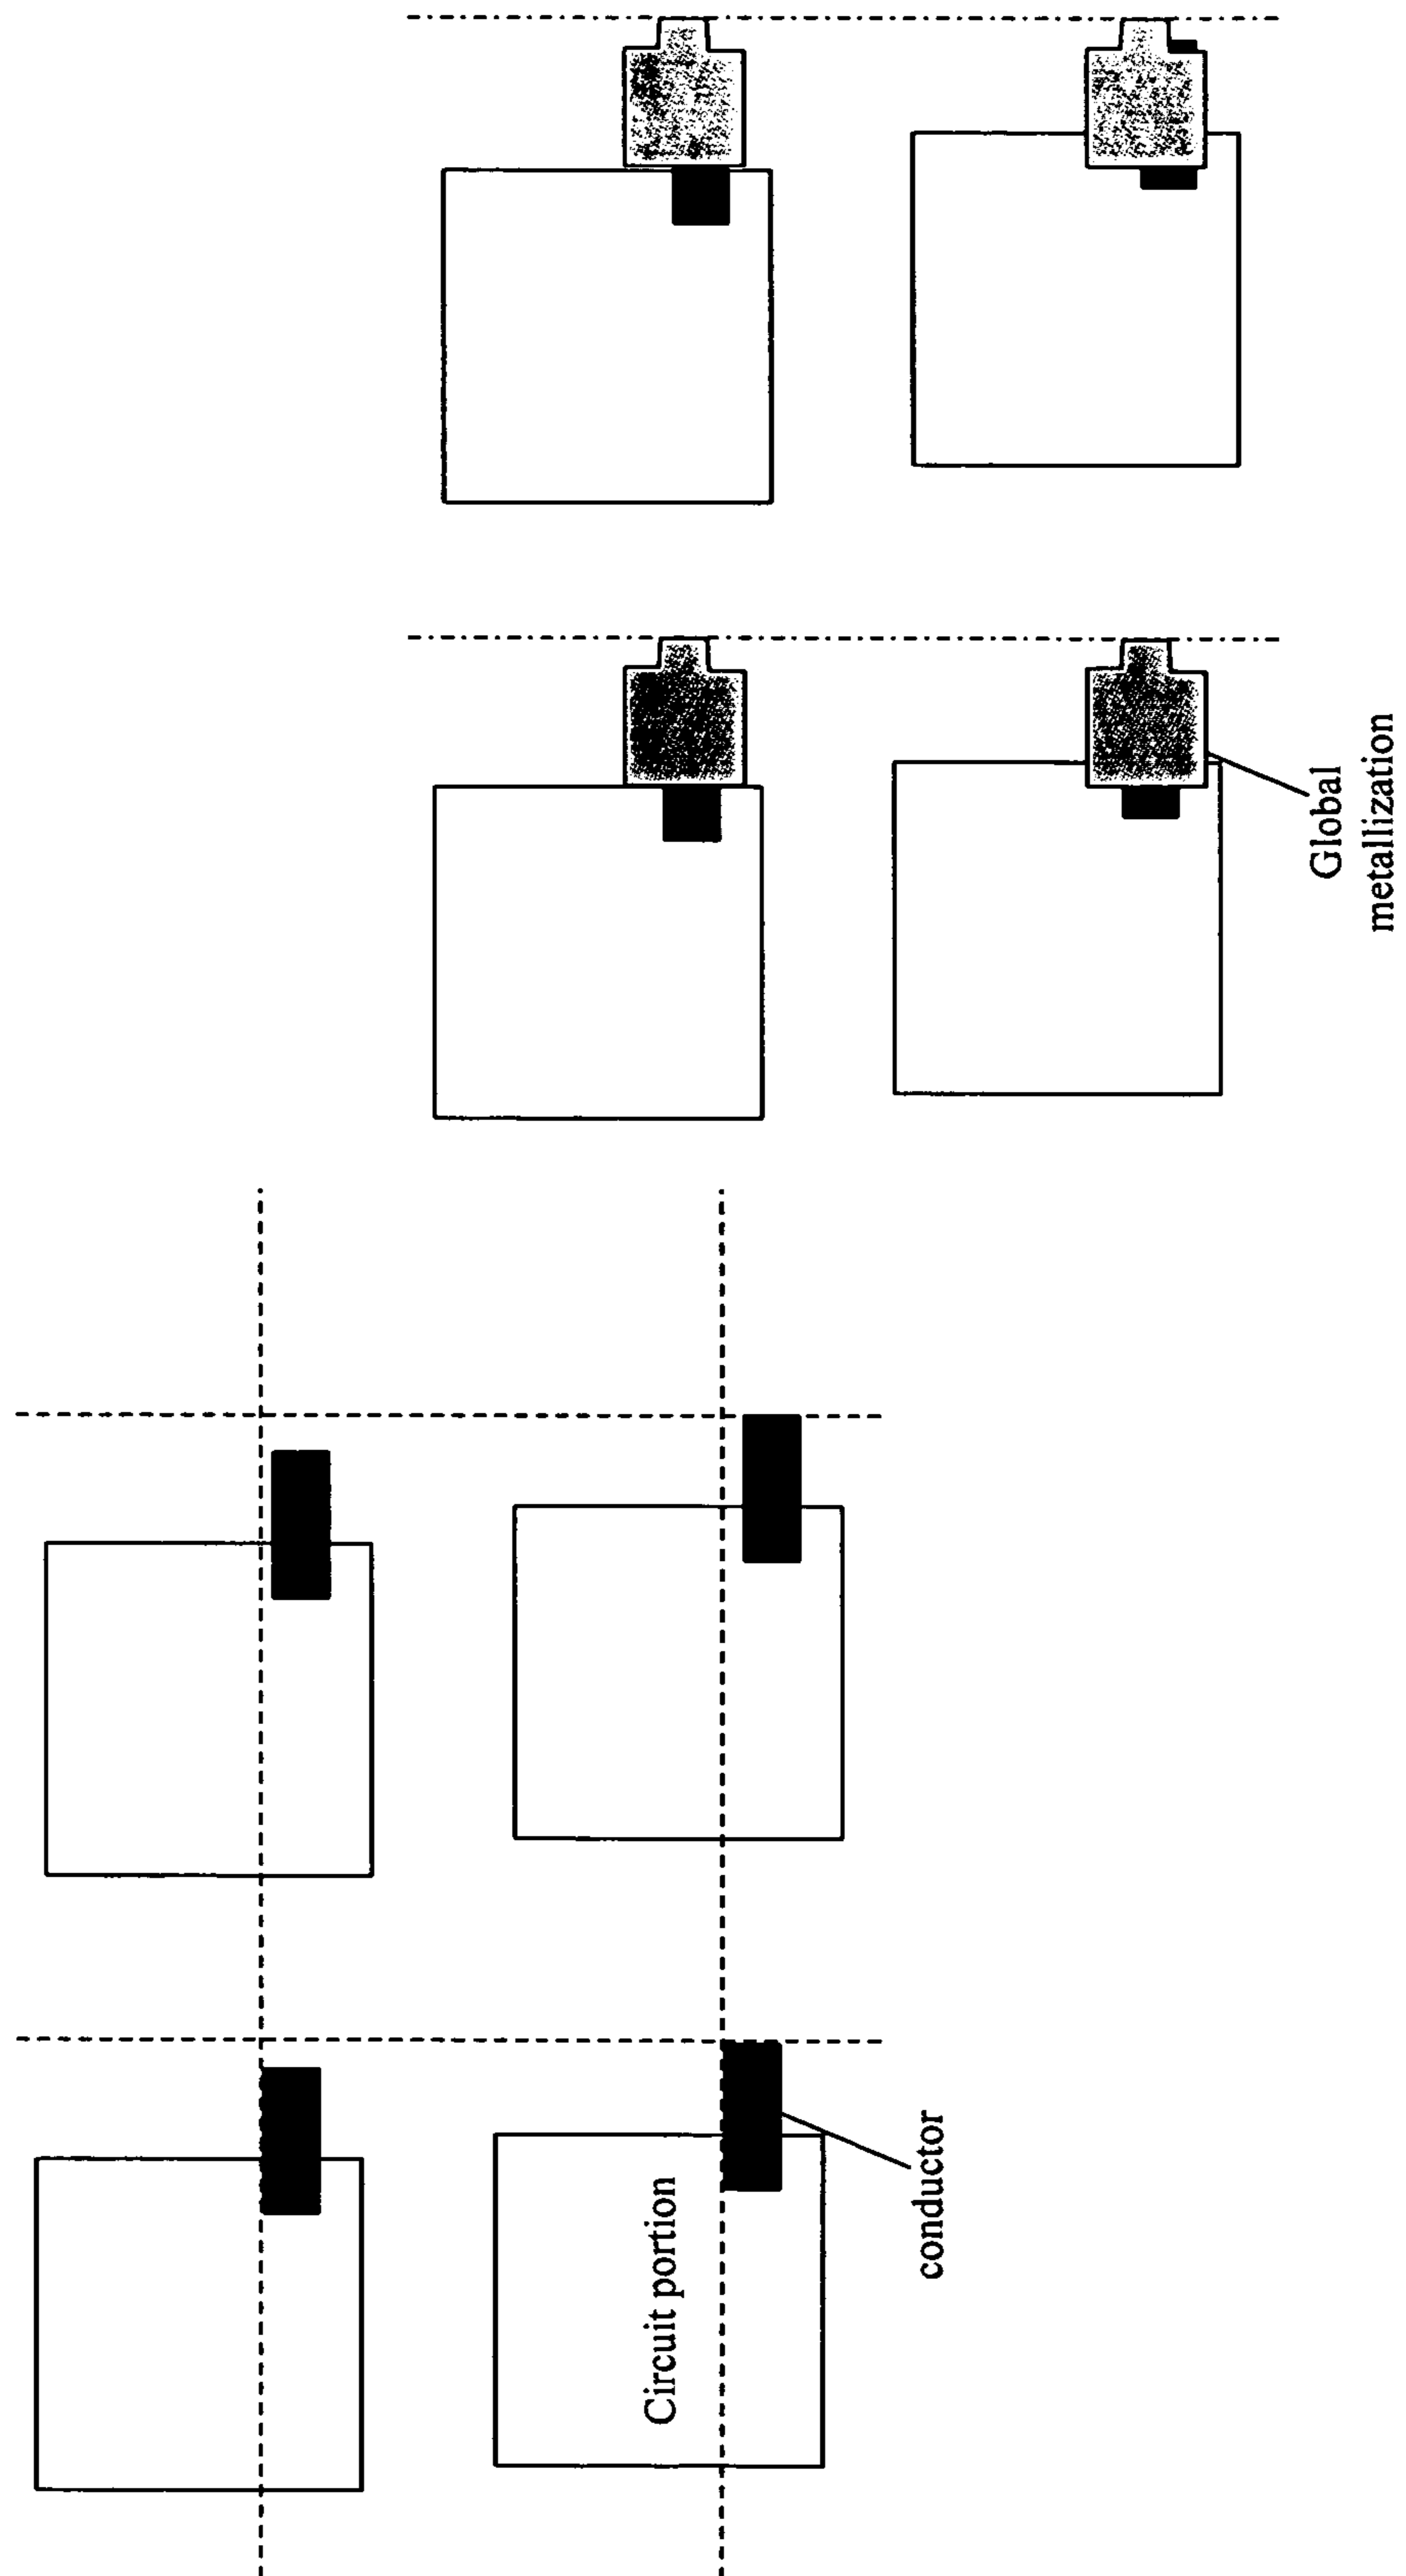 Circuit portion
conductor
Global
metallization